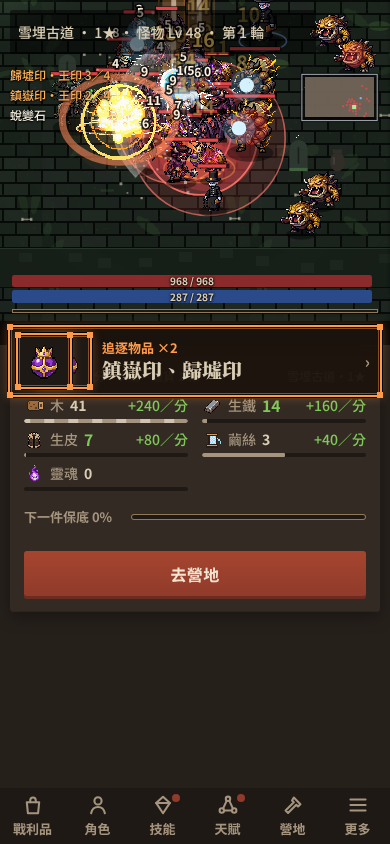 雪埋古道 · 1★ · 怪物 Lv 48 · 第 1 輪
歸墟印 · 王印
鎮嶽印 · 王印
蛻變石
968 / 968
287 / 287
追逐物品 ×2
鎮嶽印、歸墟印
木 41 +240／分
生鐵 14 +160／分
生皮 7 +80／分
繭絲 3 +40／分
靈魂 0
下一件保底 0%
去營地
戰利品 角色 技能 天賦 營地 更多